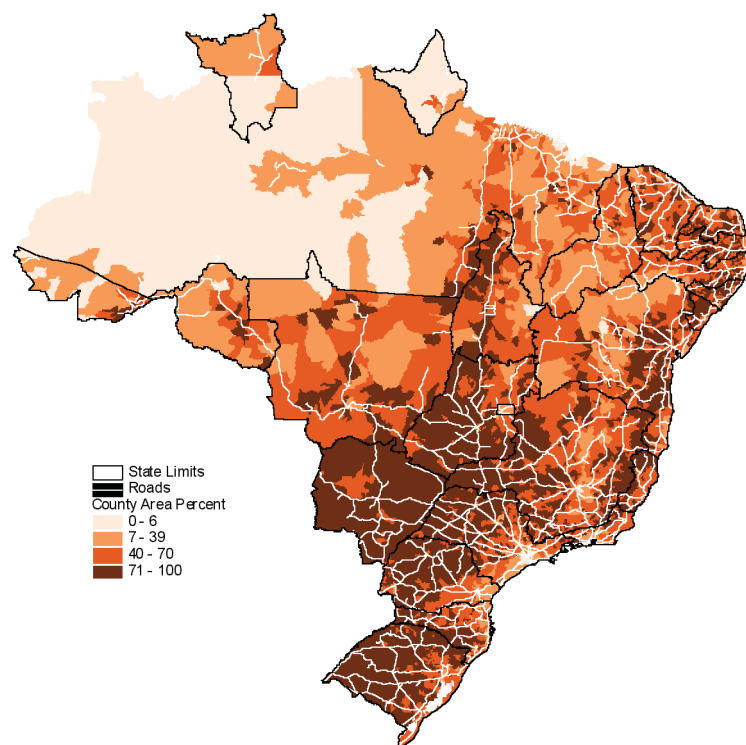 State Limits
Roads
County Area Percent
0 - 6
7 - 39
40 - 70
71 - 100